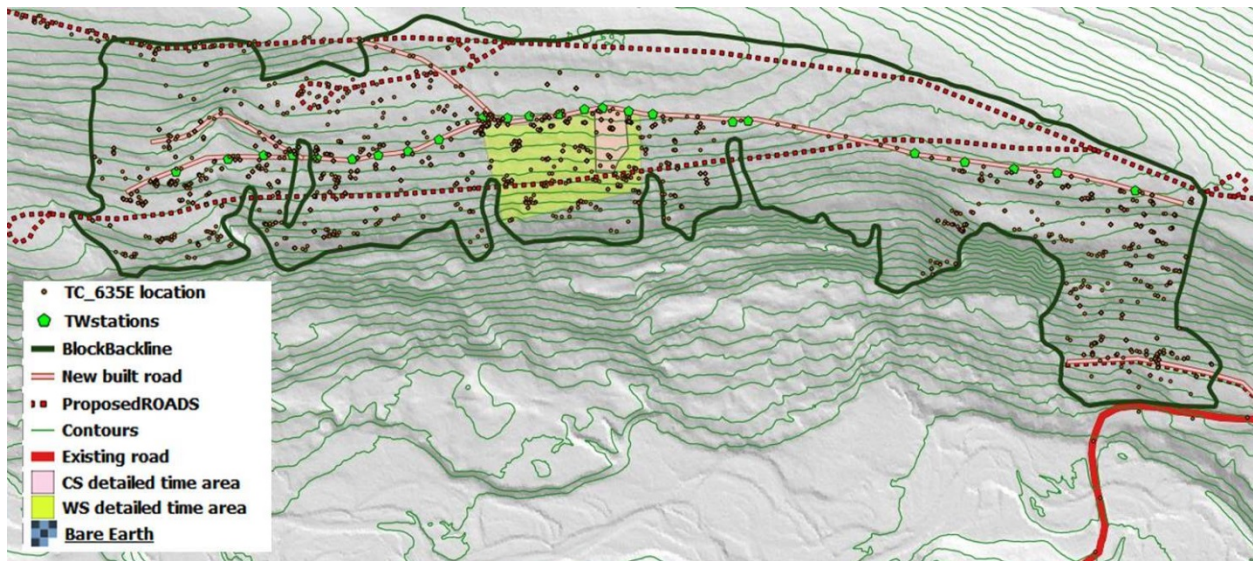 TC_635E location
TWstations
BlockBackline
New built road
ProposedROADS
Contours
Existing road
CS detailed time area
WS detailed time area
Bare Earth